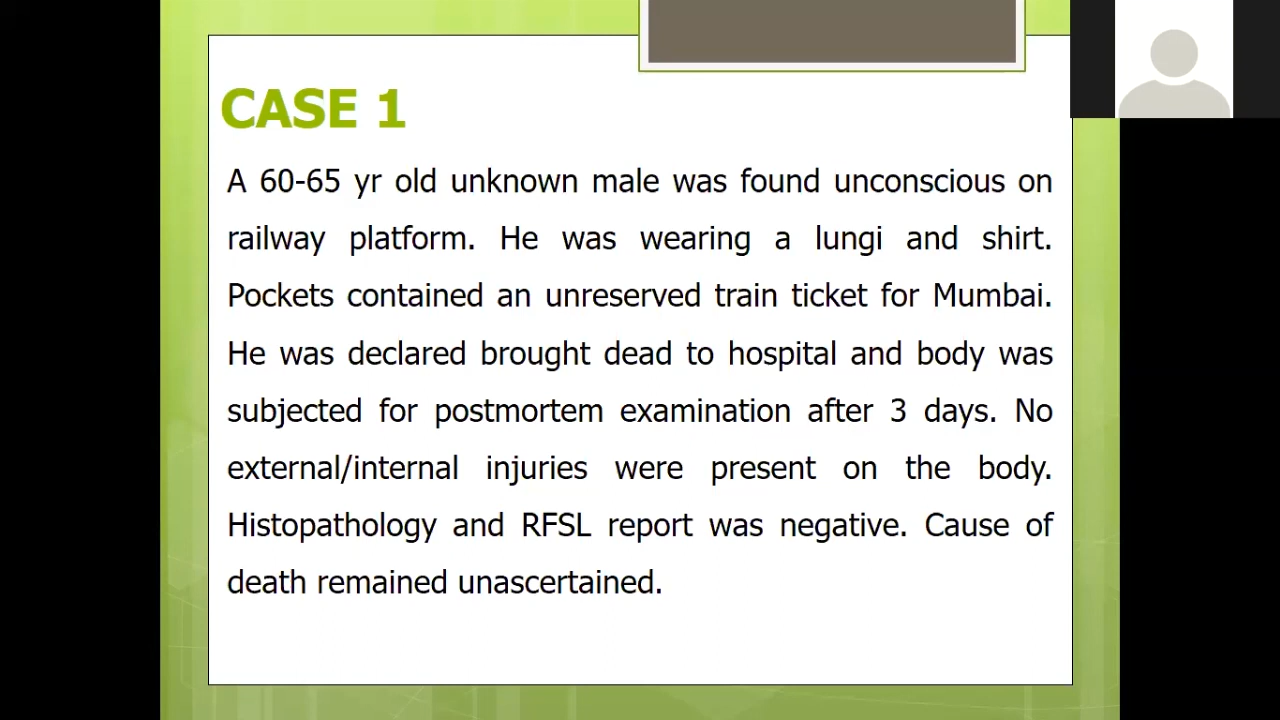 CASE 1
A 60-65 yr old unknown male was found unconscious on
railway platform. He was wearing a lungi and shirt.
Pockets contained an unreserved train ticket for Mumbai.
He was declared brought dead to hospital and body was
subjected for postmortem examination after 3 days. No
external/internal injuries were present on the body.
Histopathology and RFSL report was negative. Cause of
death remained unascertained.